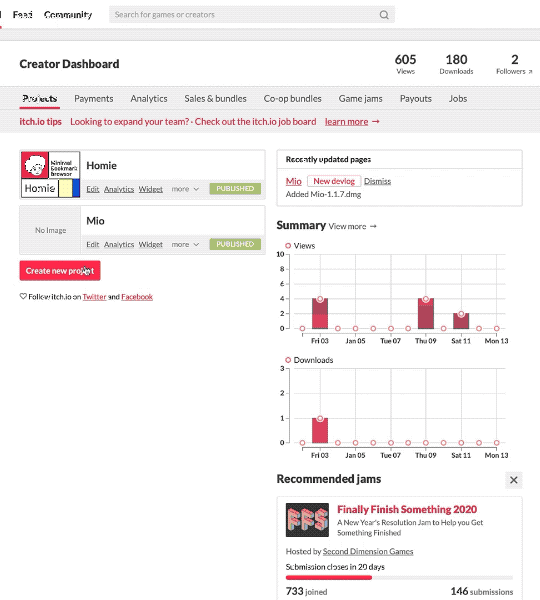 Feed Community Search for games or creators
Creator Dashboard
605 Views
180 Downloads
2 Followers
Projects Payments Analytics Sales & bundles Co-op bundles Game jams Payouts Jobs
itch.io tips Looking to expand your team? · Check out the itch.io job board learn more →
Minimal
Bookmark
Browser
Homie
Homie
Edit Analytics Widget more PUBLISHED
No Image
Mio
Edit Analytics Widget more PUBLISHED
Create new project
Follow itch.io on Twitter and Facebook
Recently updated pages
Mio New devlog Dismiss
Added Mio-1.1.7.dmg
Summary View more →
Views
10
8
6
4
2
0
Fri 03 Jan 05 Tue 07 Thu 09 Sat 11 Mon 13
Downloads
3
2
1
0
Fri 03 Jan 05 Tue 07 Thu 09 Sat 11 Mon 13
Recommended jams
FFS
Finally Finish Something 2020
A New Year's Resolution Jam to Help you Get
Something Finished
Hosted by Second Dimension Games
Submission closes in 20 days
733 joined 146 submissions